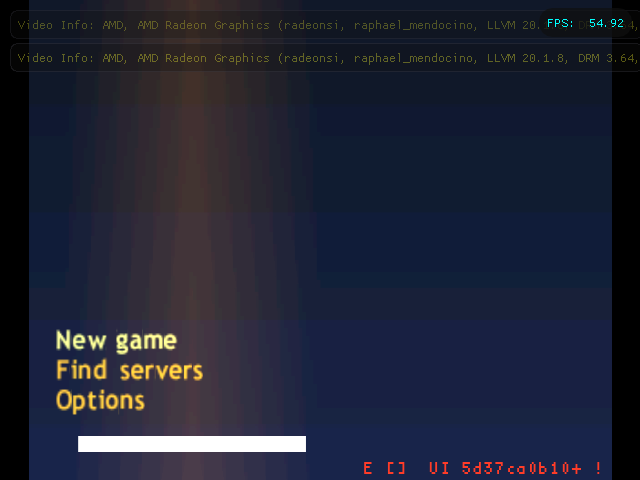 Video Info: AMD, AMD Radeon Graphics (radeonsi, raphael_mendocino, LLVM 20.
FPS: 54.92
Video Info: AMD, AMD Radeon Graphics (radeonsi, raphael_mendocino, LLVM 20.1.8, DRM 3.64,
New game
Find servers
Options
E [] UI 5d37ca0b10+ !